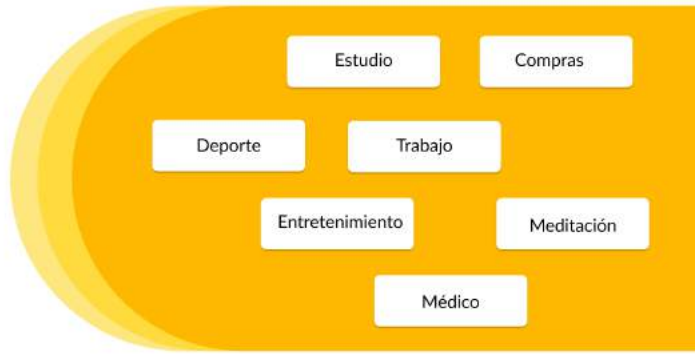 Estudio
Compras
Deporte
Trabajo
Entretenimiento
Meditación
Médico